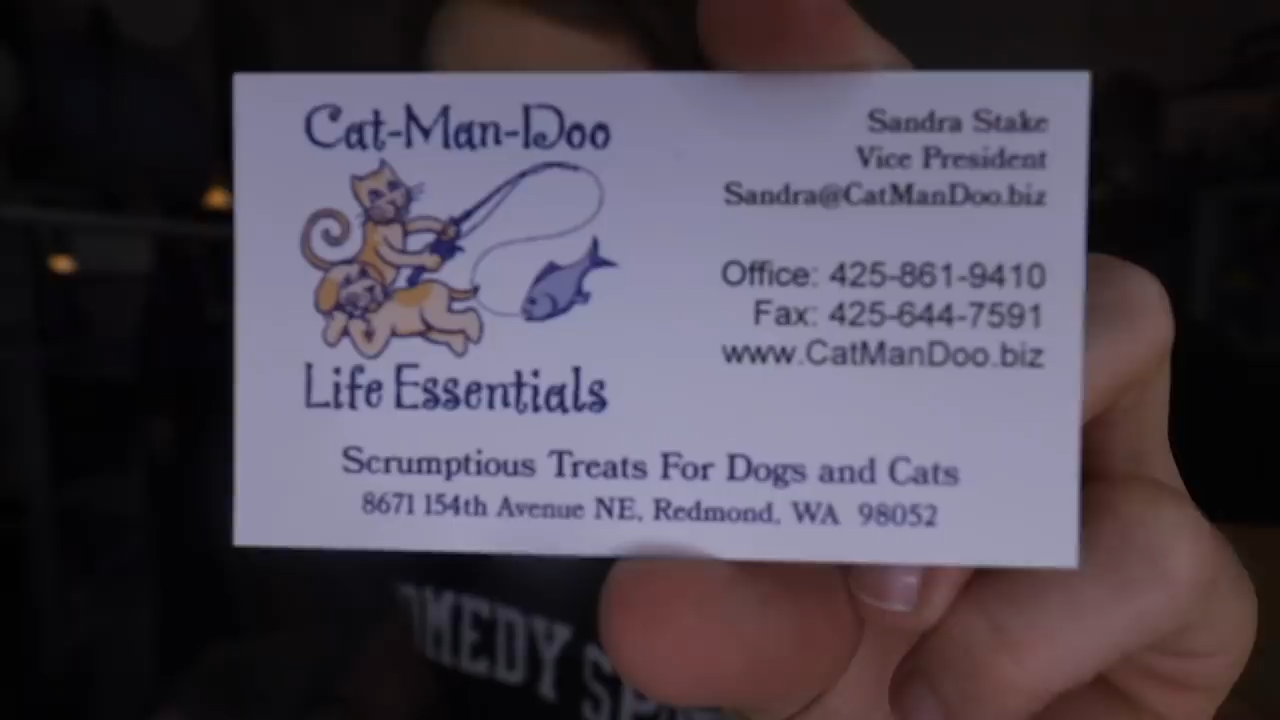 Cat-Man-Doo
Life Essentials
Sandra Stake
Vice President
Sandra@CatManDoo.biz
Office: 425-861-9410
Fax: 425-644-7591
www.CatManDoo.biz
Scrumptious Treats For Dogs and Cats
8671 154th Avenue NE, Redmond, WA 98052